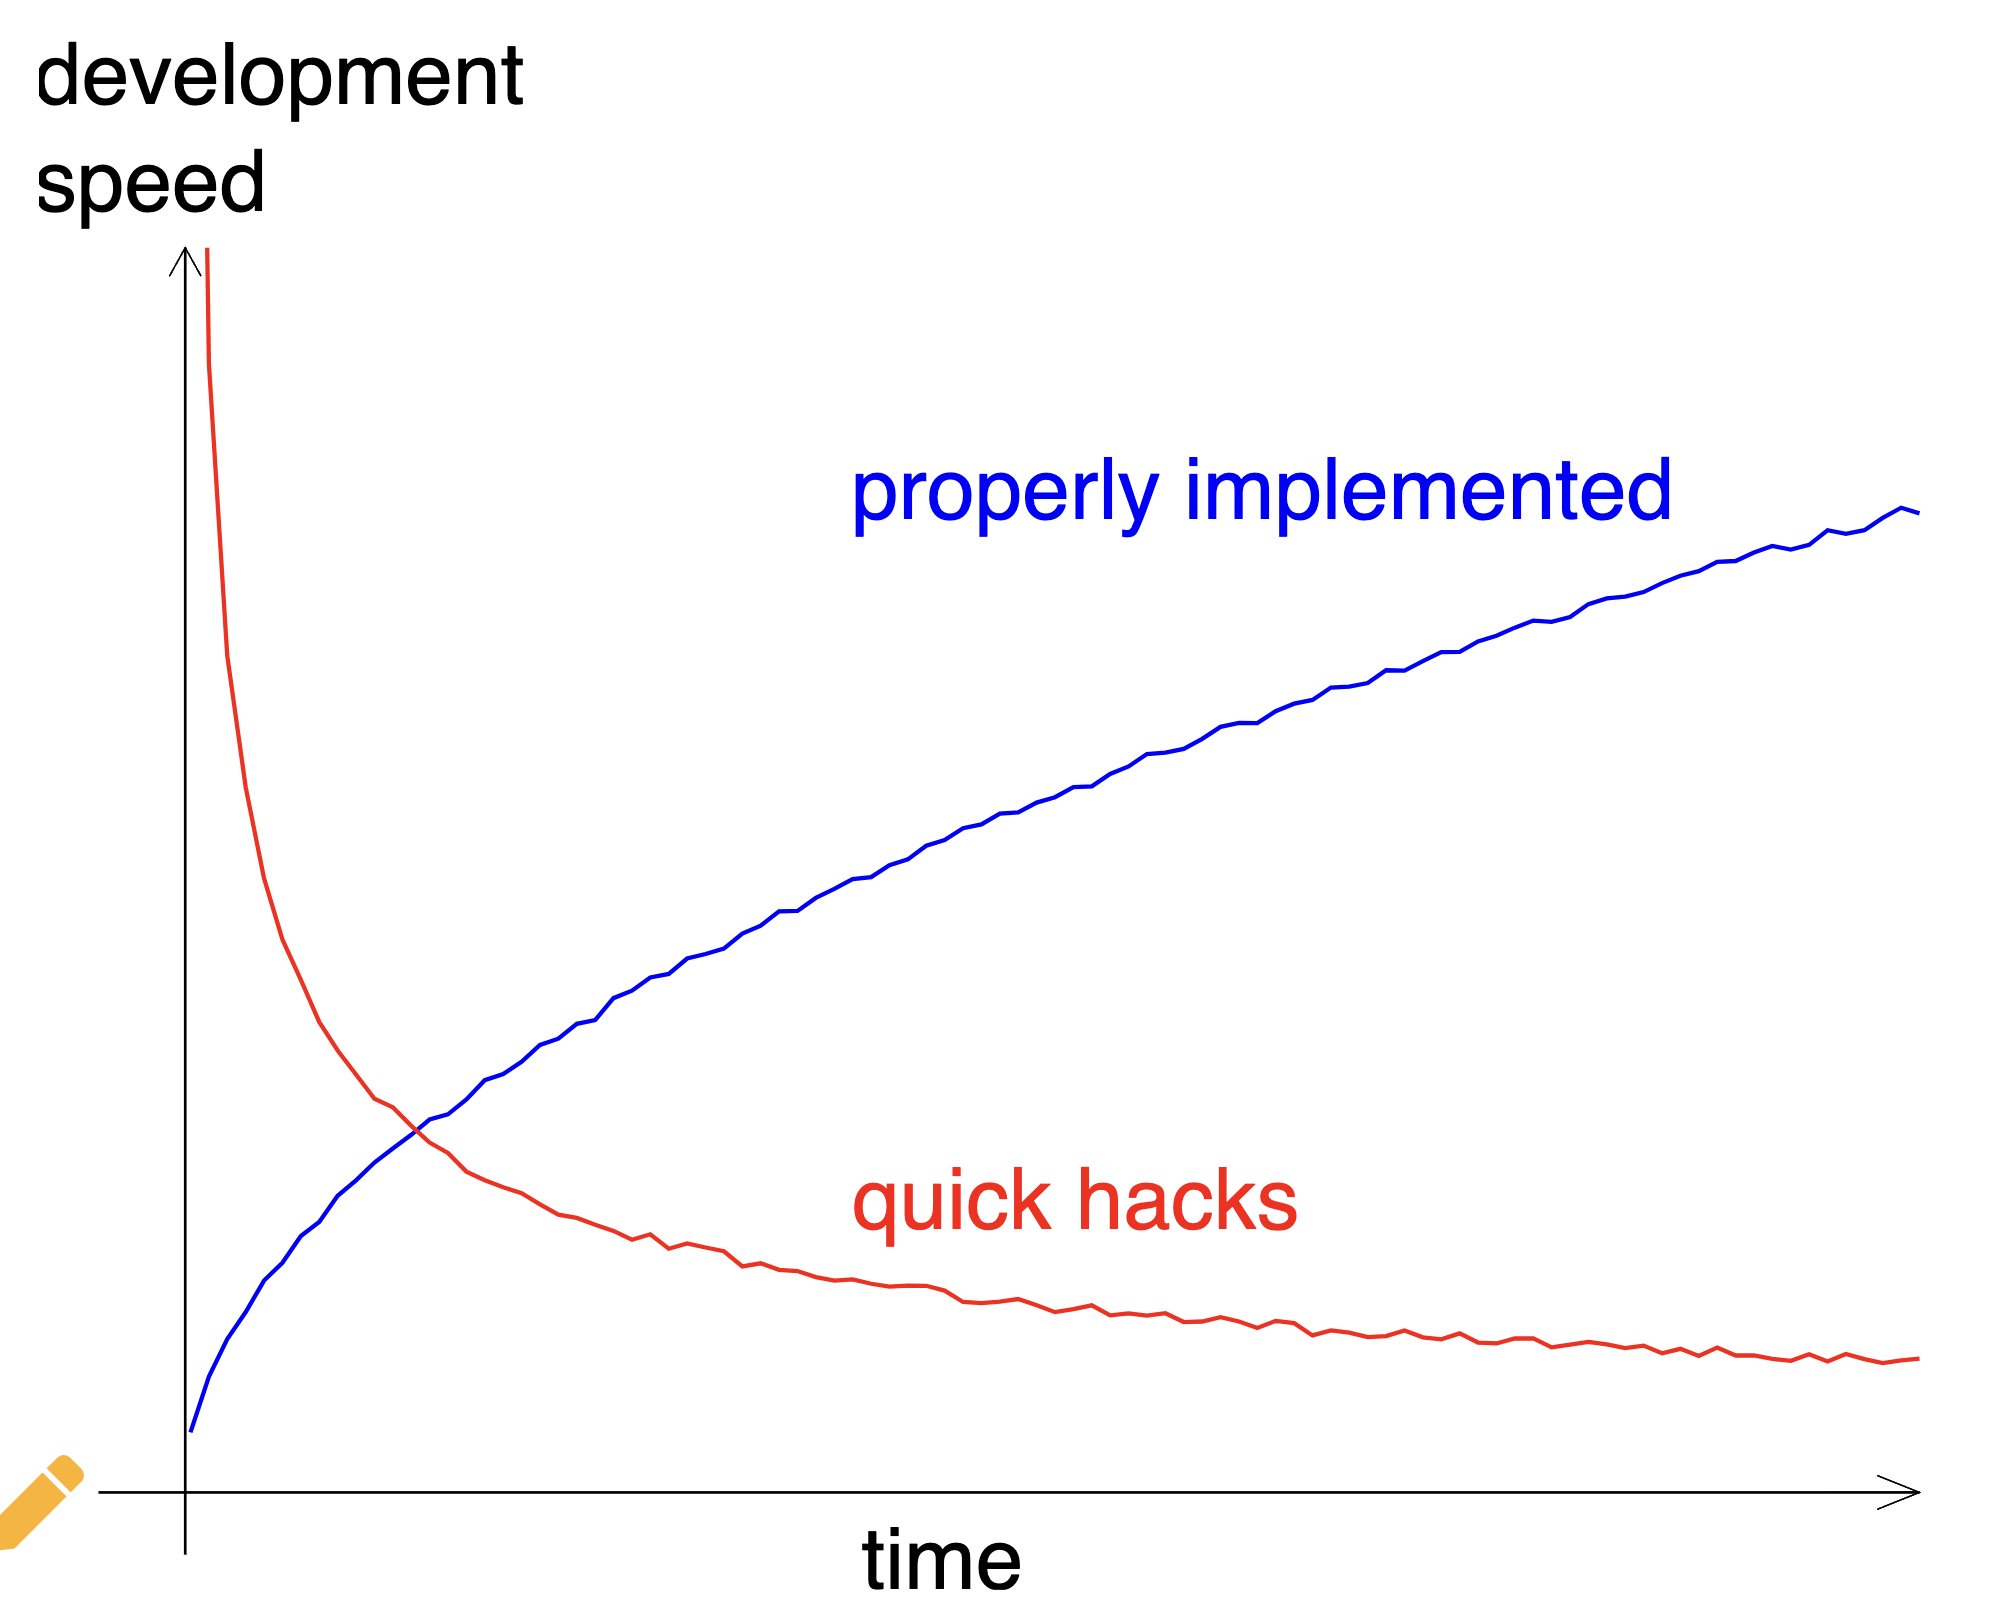 development
speed
properly implemented
quick hacks
time